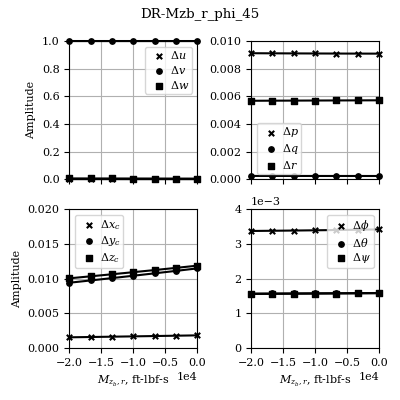 DR-Mzb_r_phi_45
1.0
0.8
0.6
0.4
0.2
0.0
Amplitude
Δu
Δv
Δw
0.010
0.008
0.006
0.004
0.002
0.000
Δp
Δq
Δr
0.020
0.015
0.010
0.005
0.000
Amplitude
Δx_c
Δy_c
Δz_c
−2.0 −1.5 −1.0 −0.5 0.0
1e4
M_{z_b,r}, ft-lbf-s
1e−3
4
3
2
1
0
Δϕ
Δθ
Δψ
−2.0 −1.5 −1.0 −0.5 0.0
1e4
M_{z_b,r}, ft-lbf-s